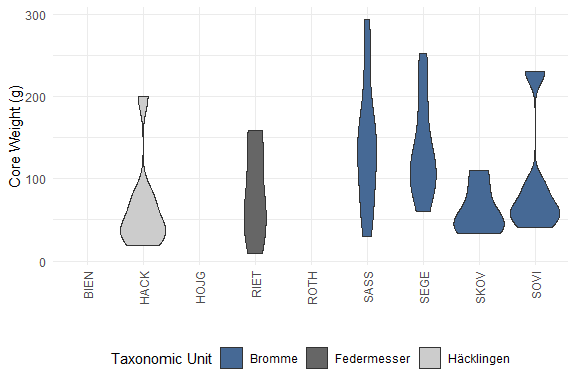 300
200
100
0
Core Weight (g)
BIEN
HACK
HOJG
RIET
ROTH
SASS
SEGE
SKOV
SOVI
Taxonomic Unit Bromme Federmesser Häcklingen